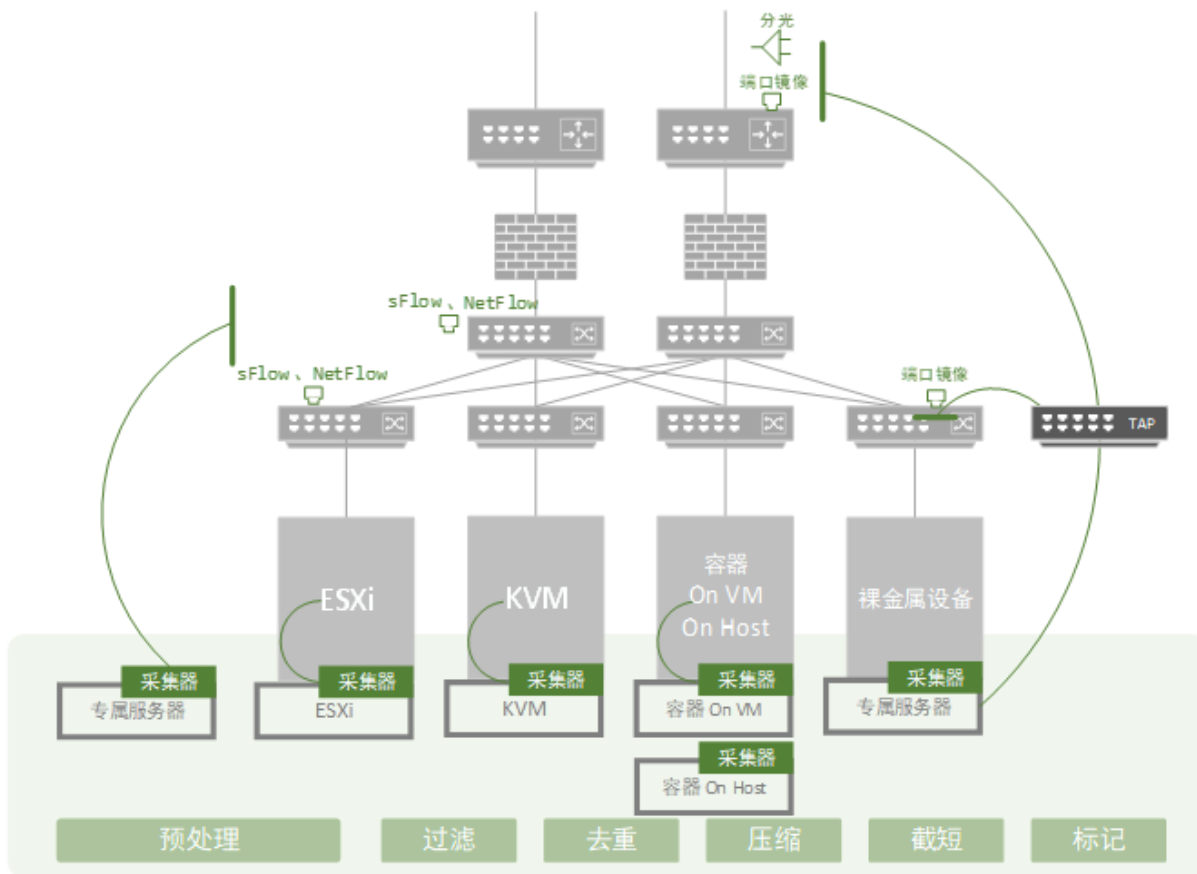 分光
端口镜像
sFlow、NetFlow
sFlow、NetFlow
端口镜像
TAP
ESXi
KVM
容器
On VM
On Host
裸金属设备
采集器
专属服务器
采集器
ESXi
采集器
KVM
采集器
容器 On VM
采集器
专属服务器
采集器
容器 On Host
预处理
过滤
去重
压缩
截短
标记